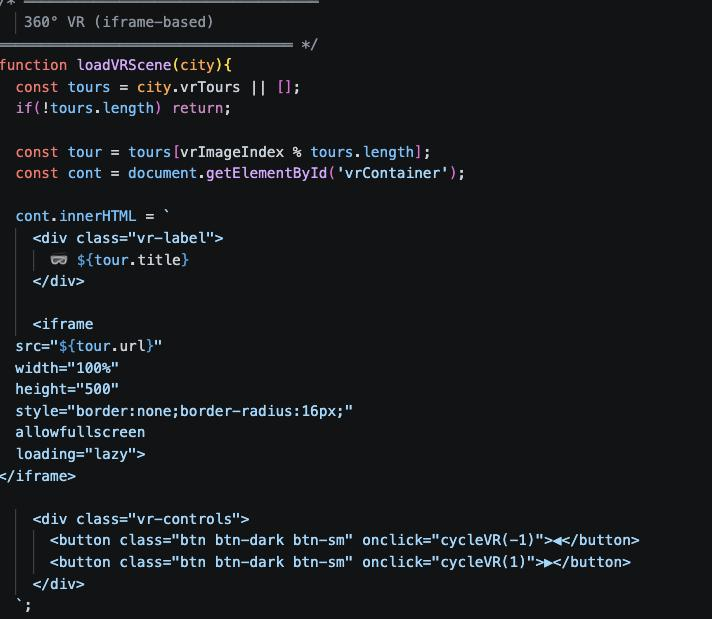 /* ══════════════════════════════════
360° VR (iframe-based)
══════════════════════════════════ */
function loadVRScene(city){
  const tours = city.vrTours || [];
  if(!tours.length) return;

  const tour = tours[vrImageIndex % tours.length];
  const cont = document.getElementById('vrContainer');

  cont.innerHTML = `
    <div class="vr-label">
      🥽 ${tour.title}
    </div>

    <iframe
  src="${tour.url}"
  width="100%"
  height="500"
  style="border:none;border-radius:16px;"
  allowfullscreen
  loading="lazy">
</iframe>

    <div class="vr-controls">
      <button class="btn btn-dark btn-sm" onclick="cycleVR(-1)">◀</button>
      <button class="btn btn-dark btn-sm" onclick="cycleVR(1)">▶</button>
    </div>
  `;